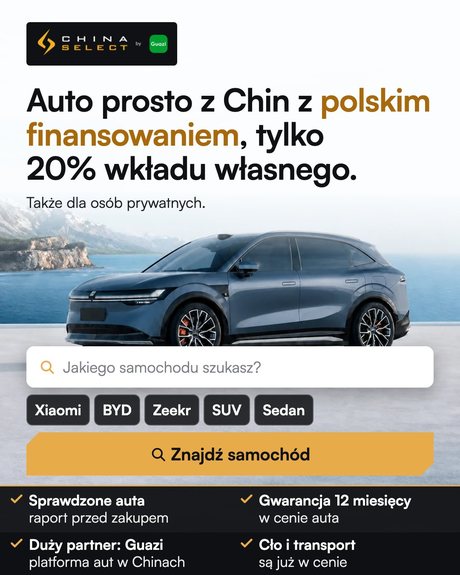 CHINA
SELECT by Guazi
Auto prosto z Chin z polskim
finansowaniem, tylko
20% wkładu własnego.
Także dla osób prywatnych.
Jakiego samochodu szukasz?
Xiaomi BYD Zeekr SUV Sedan
Znajdź samochód
Sprawdzone auta
raport przed zakupem
Gwarancja 12 miesięcy
w cenie auta
Duży partner: Guazi
platforma aut w Chinach
Cło i transport
są już w cenie